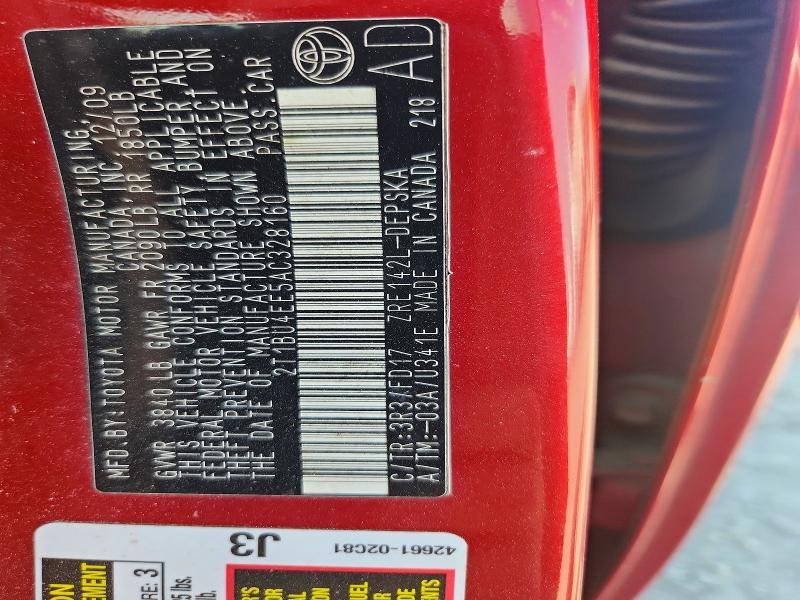 MFD.BY:TOYOTA MOTOR MANUFACTURING,
CANADA, INC. 12/09
GVWR 3840LB GAWR FR 2090LB RR 1850LB
THIS VEHICLE CONFORMS TO ALL APPLICABLE
FEDERAL MOTOR VEHICLE SAFETY, BUMPER, AND
THEFT PREVENTION STANDARDS IN EFFECT ON
THE DATE OF MANUFACTURE SHOWN ABOVE.
2T1BU4EE5AC328760 PASS.CAR
C/TR:3R3/FD17 ZRE142L-DEPSKA
A/TM:-03A/U341E MADE IN CANADA 218
AD
J3
42661-02C81
3
lb.